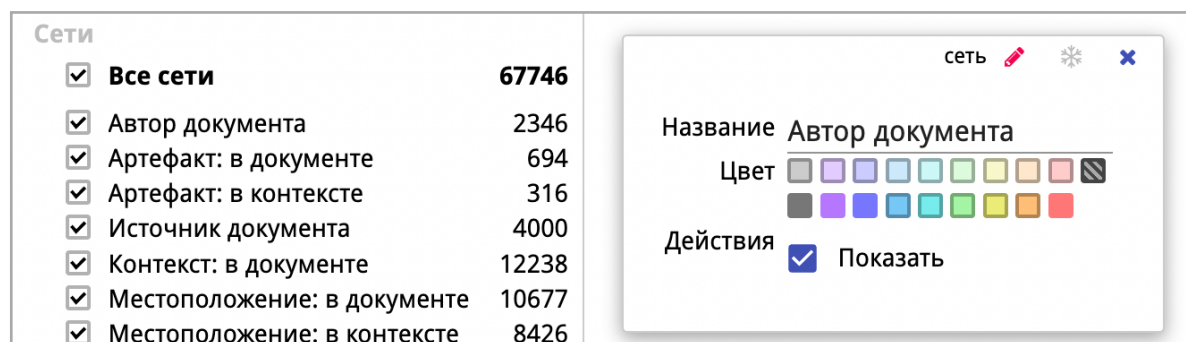 Сети
Все сети 67746
Автор документа 2346
Артефакт: в документе 694
Артефакт: в контексте 316
Источник документа 4000
Контекст: в документе 12238
Местоположение: в документе 10677
Местоположение: в контексте 8426
сеть
Название Автор документа
Цвет
Действия Показать